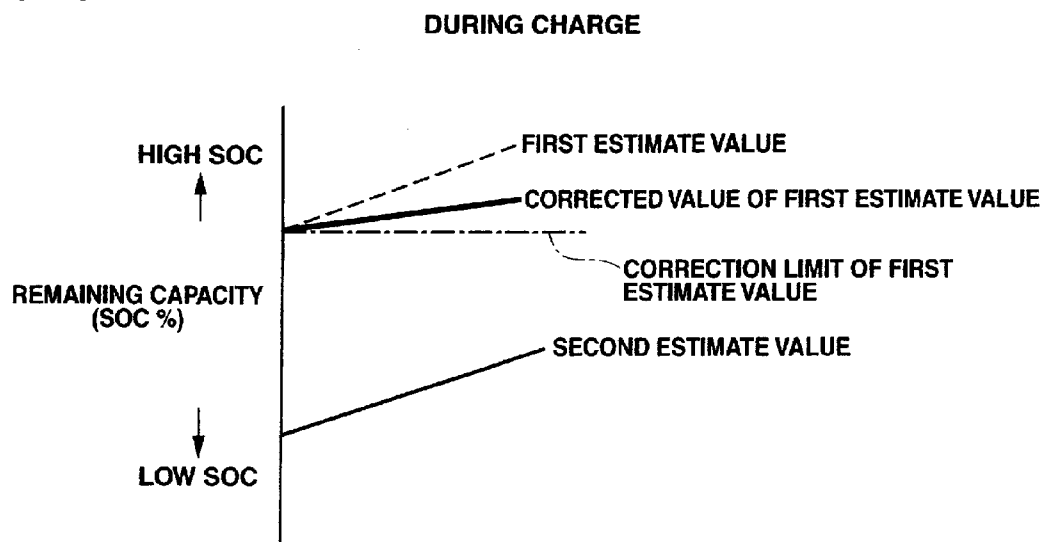 DURING CHARGE
HIGH SOC
FIRST ESTIMATE VALUE
CORRECTED VALUE OF FIRST ESTIMATE VALUE
CORRECTION LIMIT OF FIRST
ESTIMATE VALUE
REMAINING CAPACITY
(SOC %)
SECOND ESTIMATE VALUE
LOW SOC